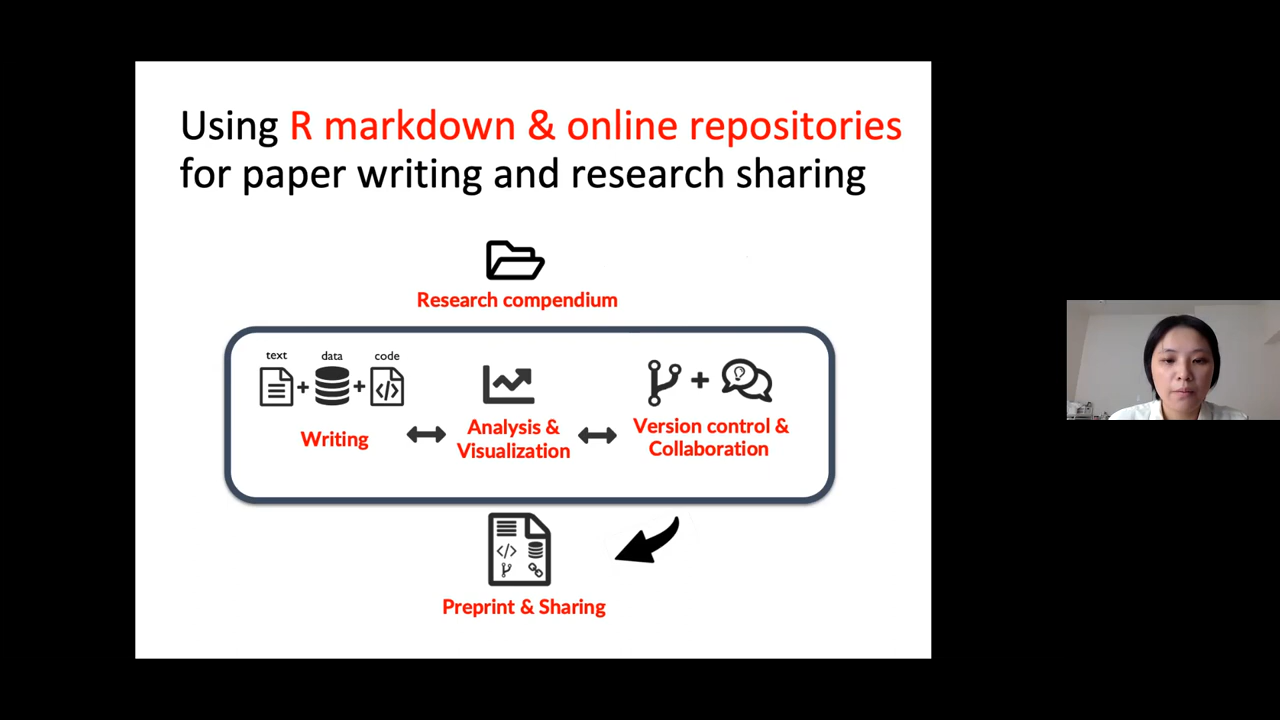 Using R markdown & online repositories
for paper writing and research sharing
Research compendium
text
data
code
Writing
Analysis &
Visualization
Version control &
Collaboration
Preprint & Sharing